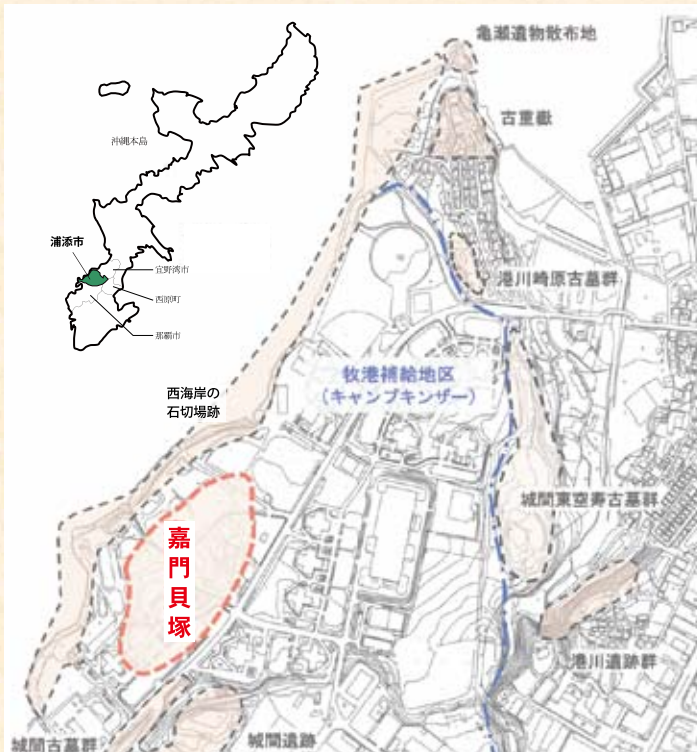 亀瀬遺物散布地
古重嶽
沖縄本島
浦添市
宜野湾市
西原町
那覇市
港川崎原古墓群
牧港補給地区
（キャンプキンザー）
西海岸の
石切場跡
城間東空寿古墓群
嘉門貝塚
港川遺跡群
城間古墓群
城間遺跡